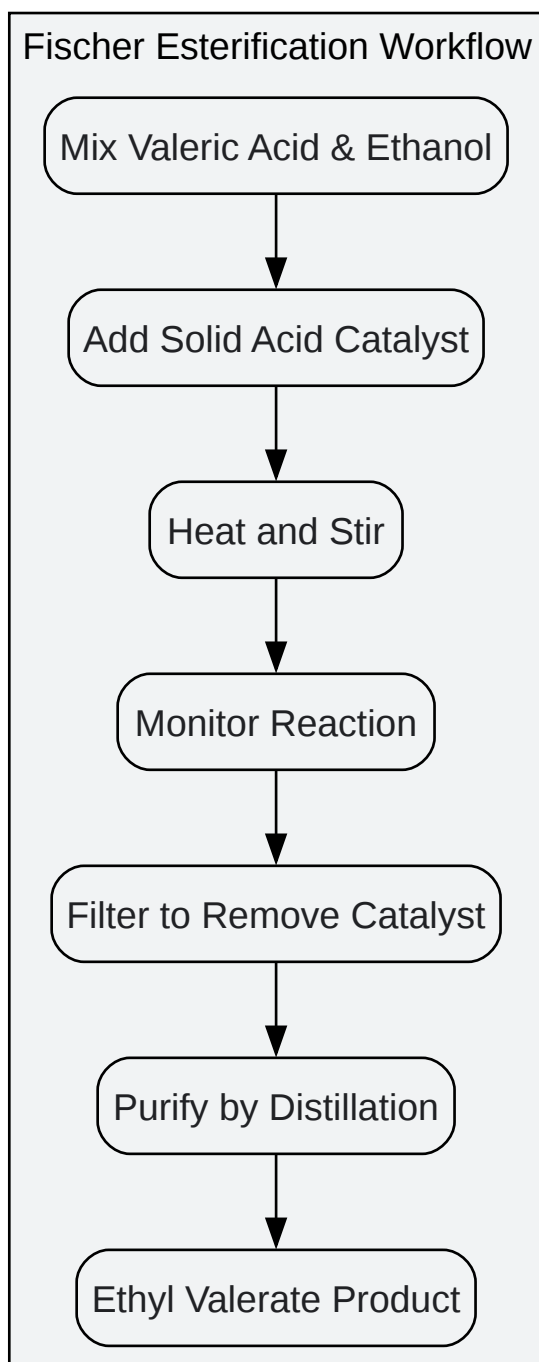 Fischer Esterification Workflow
Mix Valeric Acid & Ethanol
Add Solid Acid Catalyst
Heat and Stir
Monitor Reaction
Filter to Remove Catalyst
Purify by Distillation
Ethyl Valerate Product